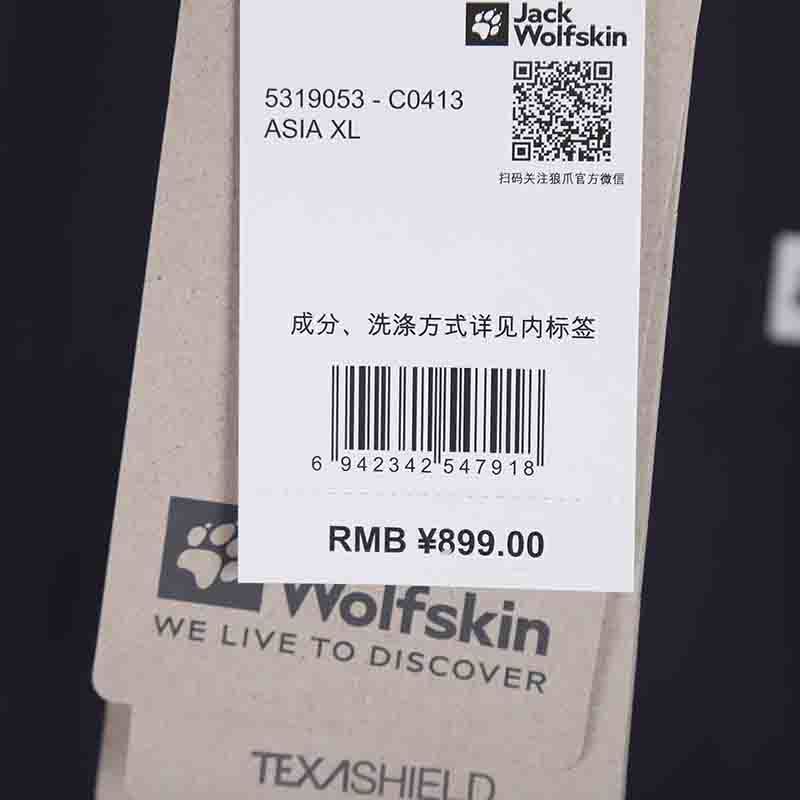 Jack
Wolfskin
5319053 - C0413
ASIA XL
扫码关注狼爪官方微信
成分、洗涤方式详见内标签
6 942342 547918
RMB ¥899.00
Wolfskin
WE LIVE TO DISCOVER
TEXASHIELD